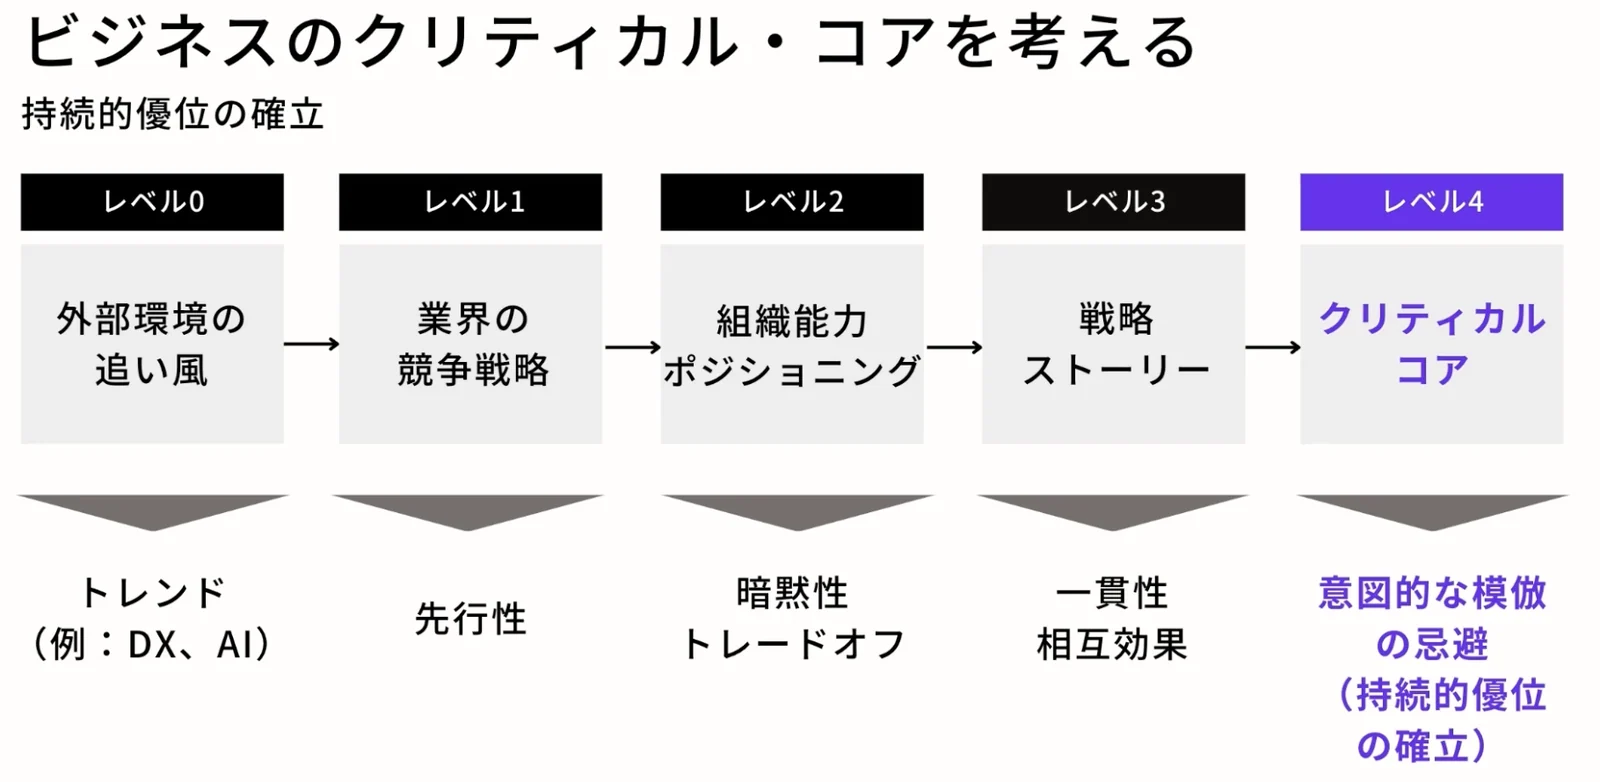 ビジネスのクリティカル・コアを考える
持続的優位の確立
レベル0
外部環境の
追い風
トレンド
（例：DX、AI）
レベル1
業界の
競争戦略
先行性
レベル2
組織能力
ポジショニング
暗黙性
トレードオフ
レベル3
戦略
ストーリー
一貫性
相互効果
レベル4
クリティカル
コア
意図的な模倣
の忌避
（持続的優位
の確立）